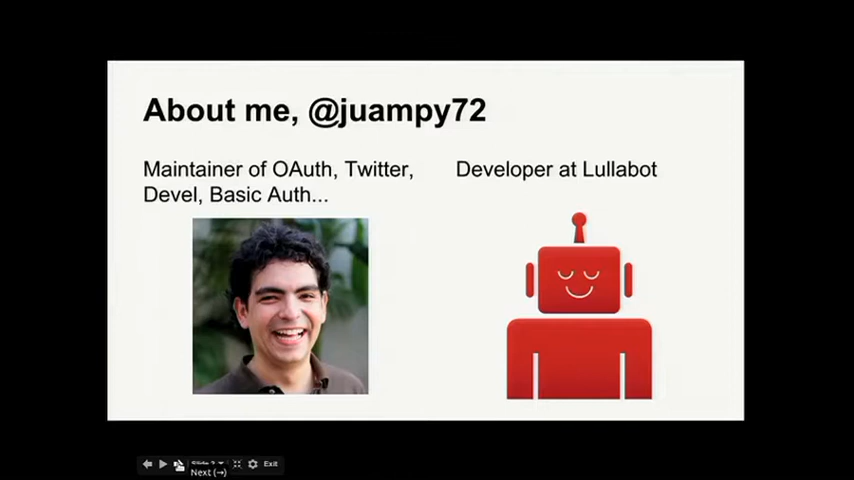 About me, @juampy72
Maintainer of OAuth, Twitter,
Devel, Basic Auth...
Developer at Lullabot
Exit
Next (→)